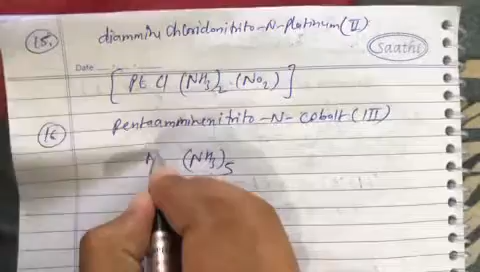 15. diammine chloridonitrito-N-platinum (II)
Saathi
Date
[Pt Cl (NH3)2 (NO2)]
16 pentaamminenitrito-N-cobalt (III)
(NH3)5